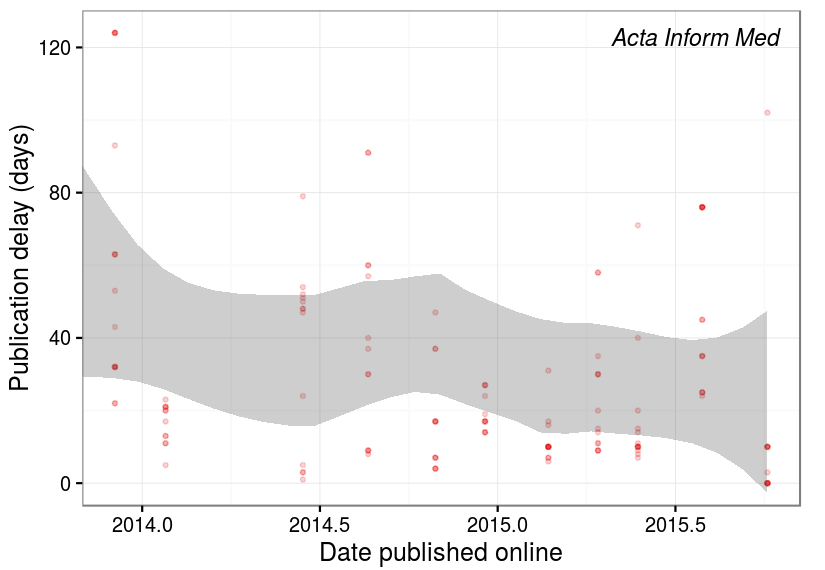 Acta Inform Med
Publication delay (days)
120
80
40
0
2014.0 2014.5 2015.0 2015.5
Date published online